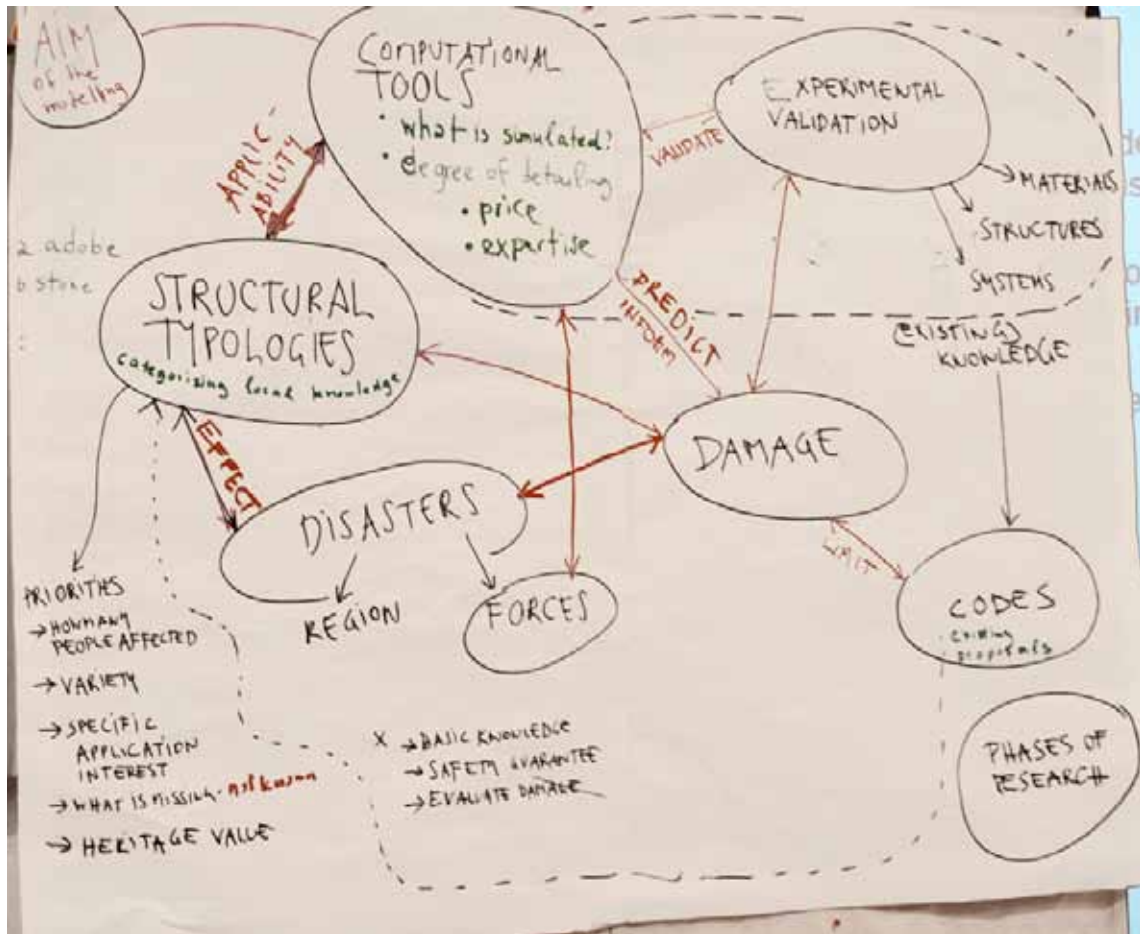 AIM
of the
modelling
COMPUTATIONAL
TOOLS
• what is simulated?
• degree of detailing
• price
• expertise
EXPERIMENTAL
VALIDATION
VALIDATE
MATERIALS
STRUCTURES
SYSTEMS
APPLIC-
ABILITY
a. adobe
b. stone
:
STRUCTURAL
TYPOLOGIES
categorizing local knowledge
PREDICT
INFORM
(EXISTING)
KNOWLEDGE
EFFECT
DAMAGE
DISASTERS
LIMIT
REGION
FORCES
CODES
existing
proposals
PRIORITIES
→ HOW MANY
PEOPLE AFFECTED
→ VARIETY
→ SPECIFIC
APPLICATION
INTEREST
→ WHAT IS MISSING - not known
→ HERITAGE VALUE
X → BASIC KNOWLEDGE
→ SAFETY GUARANTEE
→ EVALUATE DAMAGE
PHASES OF
RESEARCH